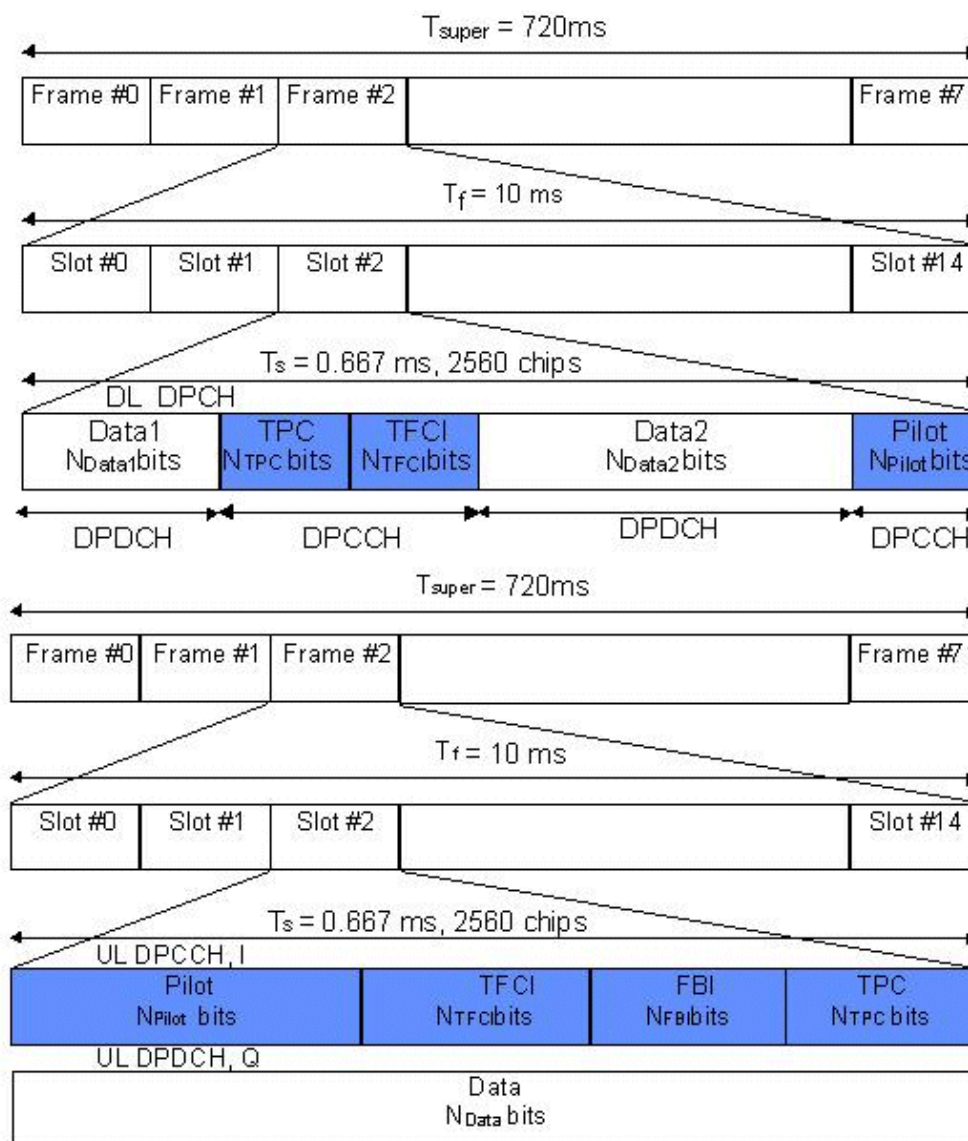 Tsuper = 720ms
Frame #0 Frame #1 Frame #2 Frame #7
Tf = 10 ms
Slot #0 Slot #1 Slot #2 Slot #14
Ts = 0.667 ms, 2560 chips
DL DPCH
Data1 TPC TFCI Data2 Pilot
NData1bits NTPC bits NTFCIbits NData2bits NPilot bits
DPDCH DPCCH DPDCH DPCCH
Tsuper = 720ms
Frame #0 Frame #1 Frame #2 Frame #7
Tf = 10 ms
Slot #0 Slot #1 Slot #2 Slot #14
Ts = 0.667 ms, 2560 chips
UL DPCCH, I
Pilot TFCI FBI TPC
NPilot bits NTFCIbits NFBIbits NTPC bits
UL DPDCH, Q
Data
NData bits